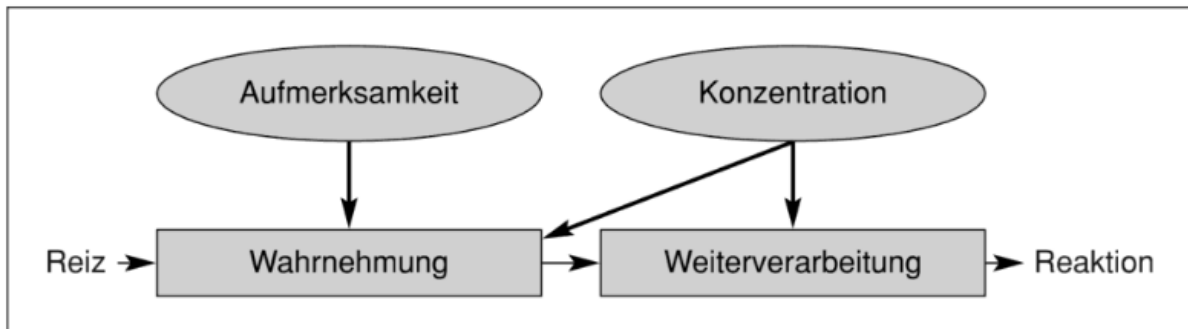 Aufmerksamkeit
Konzentration
Reiz
Wahrnehmung
Weiterverarbeitung
Reaktion